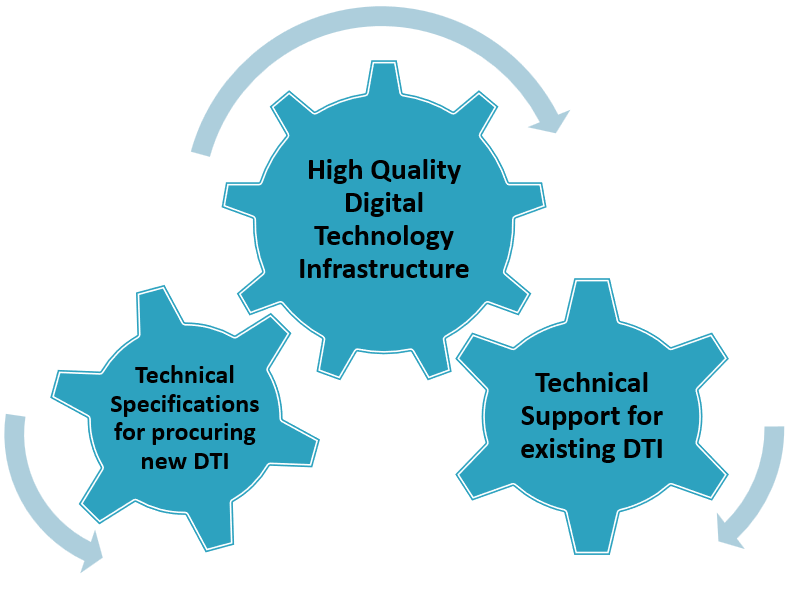 High Quality
Digital
Technology
Infrastructure
Technical
Specifications
for procuring
new DTI
Technical
Support for
existing DTI